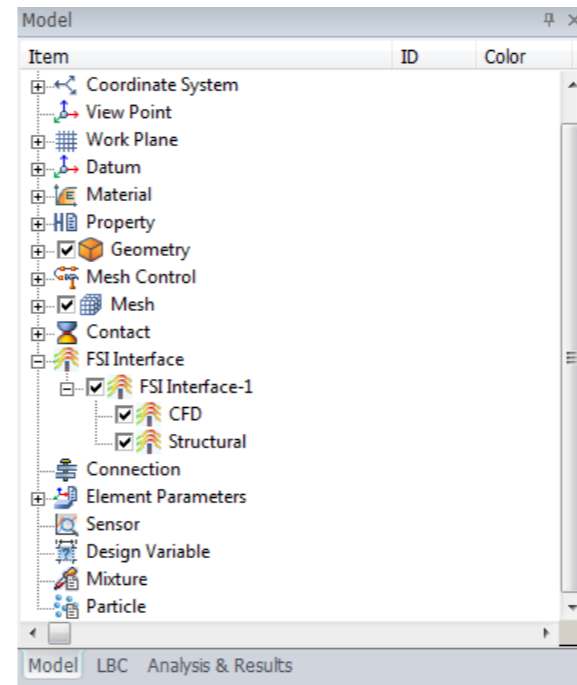 Model
Item ID Color
Coordinate System
View Point
Work Plane
Datum
Material
Property
Geometry
Mesh Control
Mesh
Contact
FSI Interface
FSI Interface-1
CFD
Structural
Connection
Element Parameters
Sensor
Design Variable
Mixture
Particle
Model LBC Analysis & Results